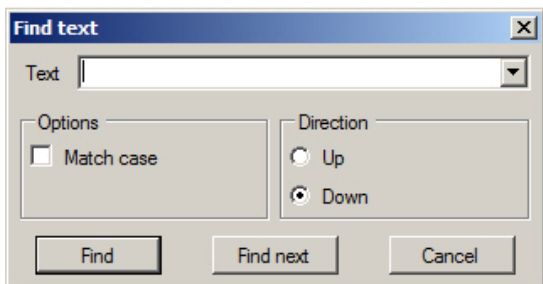 Find text
Text
Options
Direction
Match case
Up
Down
Find
Find next
Cancel